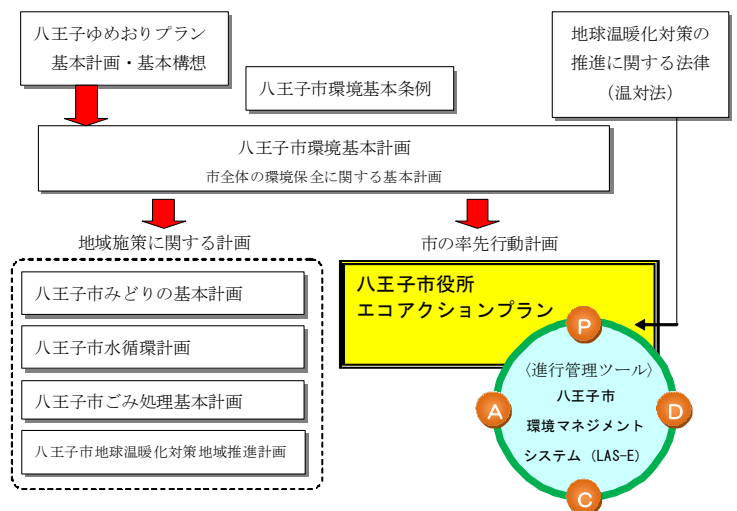 八王子ゆめおりプラン
基本計画・基本構想
八王子市環境基本条例
地球温暖化対策の
推進に関する法律
（温対法）
八王子市環境基本計画
市全体の環境保全に関する基本計画
地域施策に関する計画
八王子市みどりの基本計画
八王子市水循環計画
八王子市ごみ処理基本計画
八王子市地球温暖化対策地域推進計画
市の率先行動計画
八王子市役所
エコアクションプラン
P
〈進行管理ツール〉
八王子市
A
D
環境マネジメント
システム（LAS-E）
C